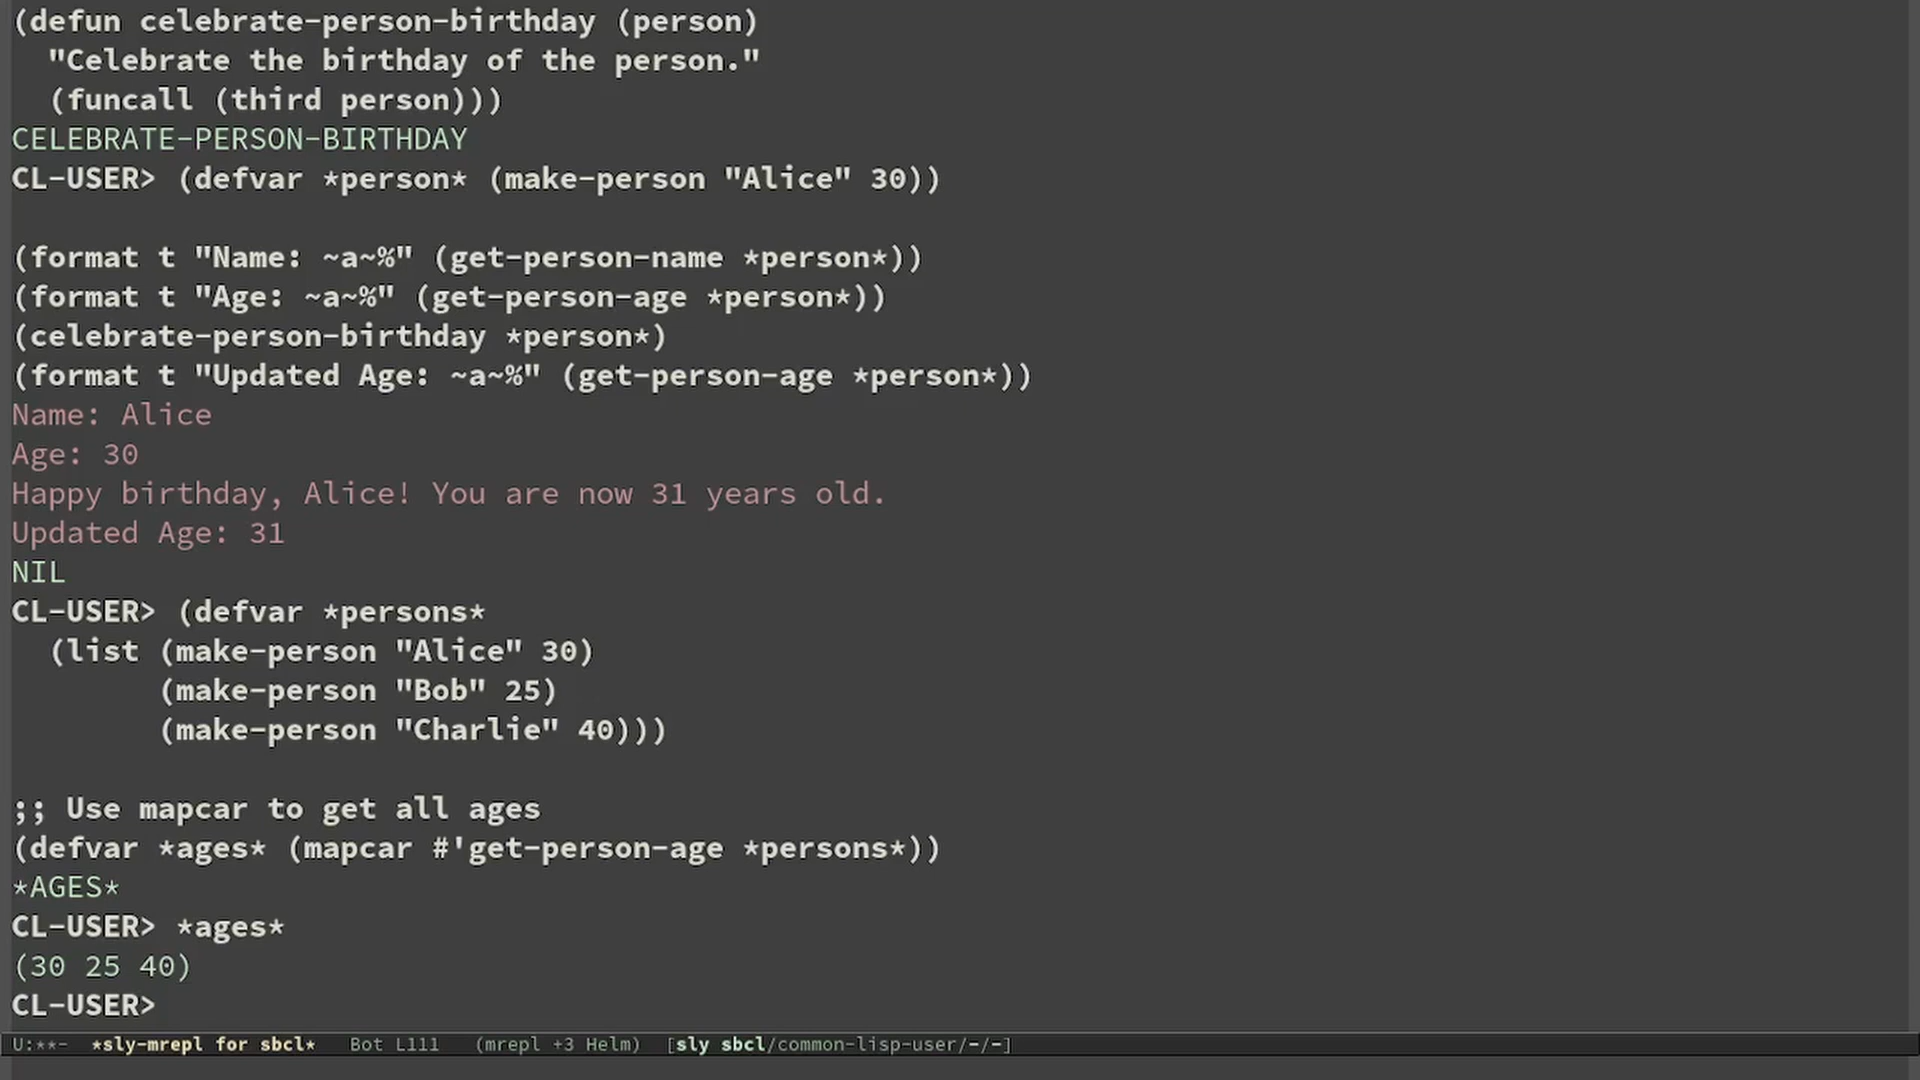 (defun celebrate-person-birthday (person)
  "Celebrate the birthday of the person."
  (funcall (third person)))
CELEBRATE-PERSON-BIRTHDAY
CL-USER> (defvar *person* (make-person "Alice" 30))

(format t "Name: ~a~%" (get-person-name *person*))
(format t "Age: ~a~%" (get-person-age *person*))
(celebrate-person-birthday *person*)
(format t "Updated Age: ~a~%" (get-person-age *person*))
Name: Alice
Age: 30
Happy birthday, Alice! You are now 31 years old.
Updated Age: 31
NIL
CL-USER> (defvar *persons*
  (list (make-person "Alice" 30)
        (make-person "Bob" 25)
        (make-person "Charlie" 40)))

;; Use mapcar to get all ages
(defvar *ages* (mapcar #'get-person-age *persons*))
*AGES*
CL-USER> *ages*
(30 25 40)
CL-USER>
U:**-  *sly-mrepl for sbcl*   Bot L111   (mrepl +3 Helm)  [sly sbcl/common-lisp-user/-/-]